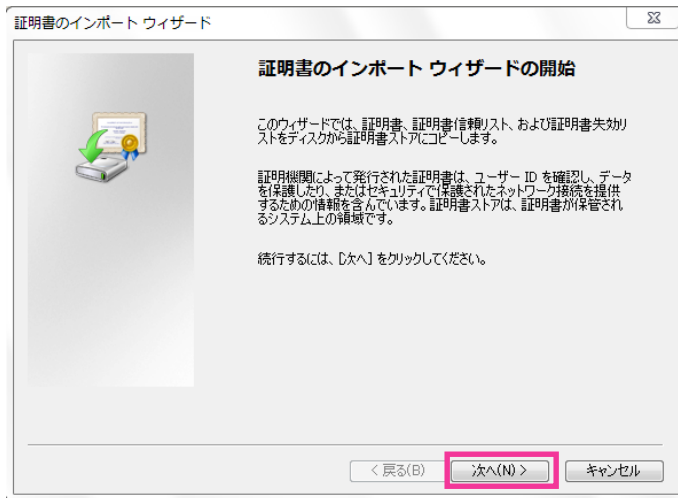 証明書のインポート ウィザード
証明書のインポート ウィザードの開始
このウィザードでは、証明書、証明書信頼リスト、および証明書失効リ
ストをディスクから証明書ストアにコピーします。
証明機関によって発行された証明書は、ユーザー ID を確認し、データ
を保護したり、またはセキュリティで保護されたネットワーク接続を提供
するための情報を含んでいます。証明書ストアは、証明書が保管され
るシステム上の領域です。
続行するには、[次へ] をクリックしてください。
< 戻る(B)
次へ(N) >
キャンセル